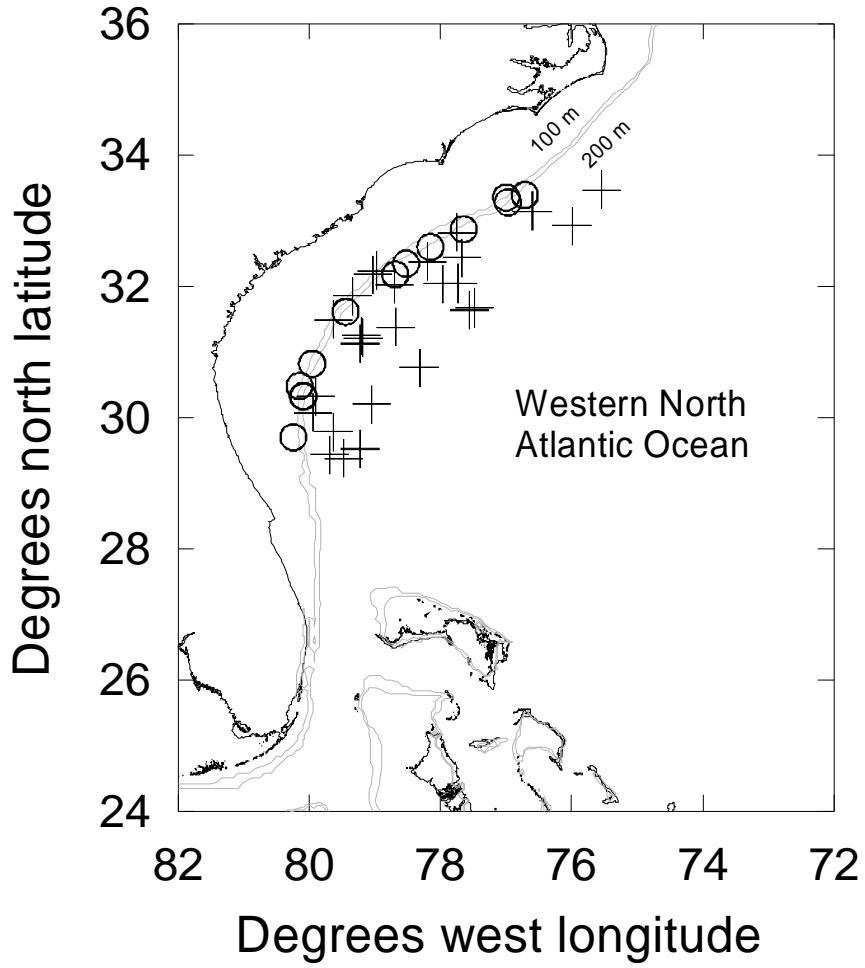 36
34
32
30
28
26
24
Degrees north latitude
100 m
200 m
Western North
Atlantic Ocean
82 80 78 76 74 72
Degrees west longitude